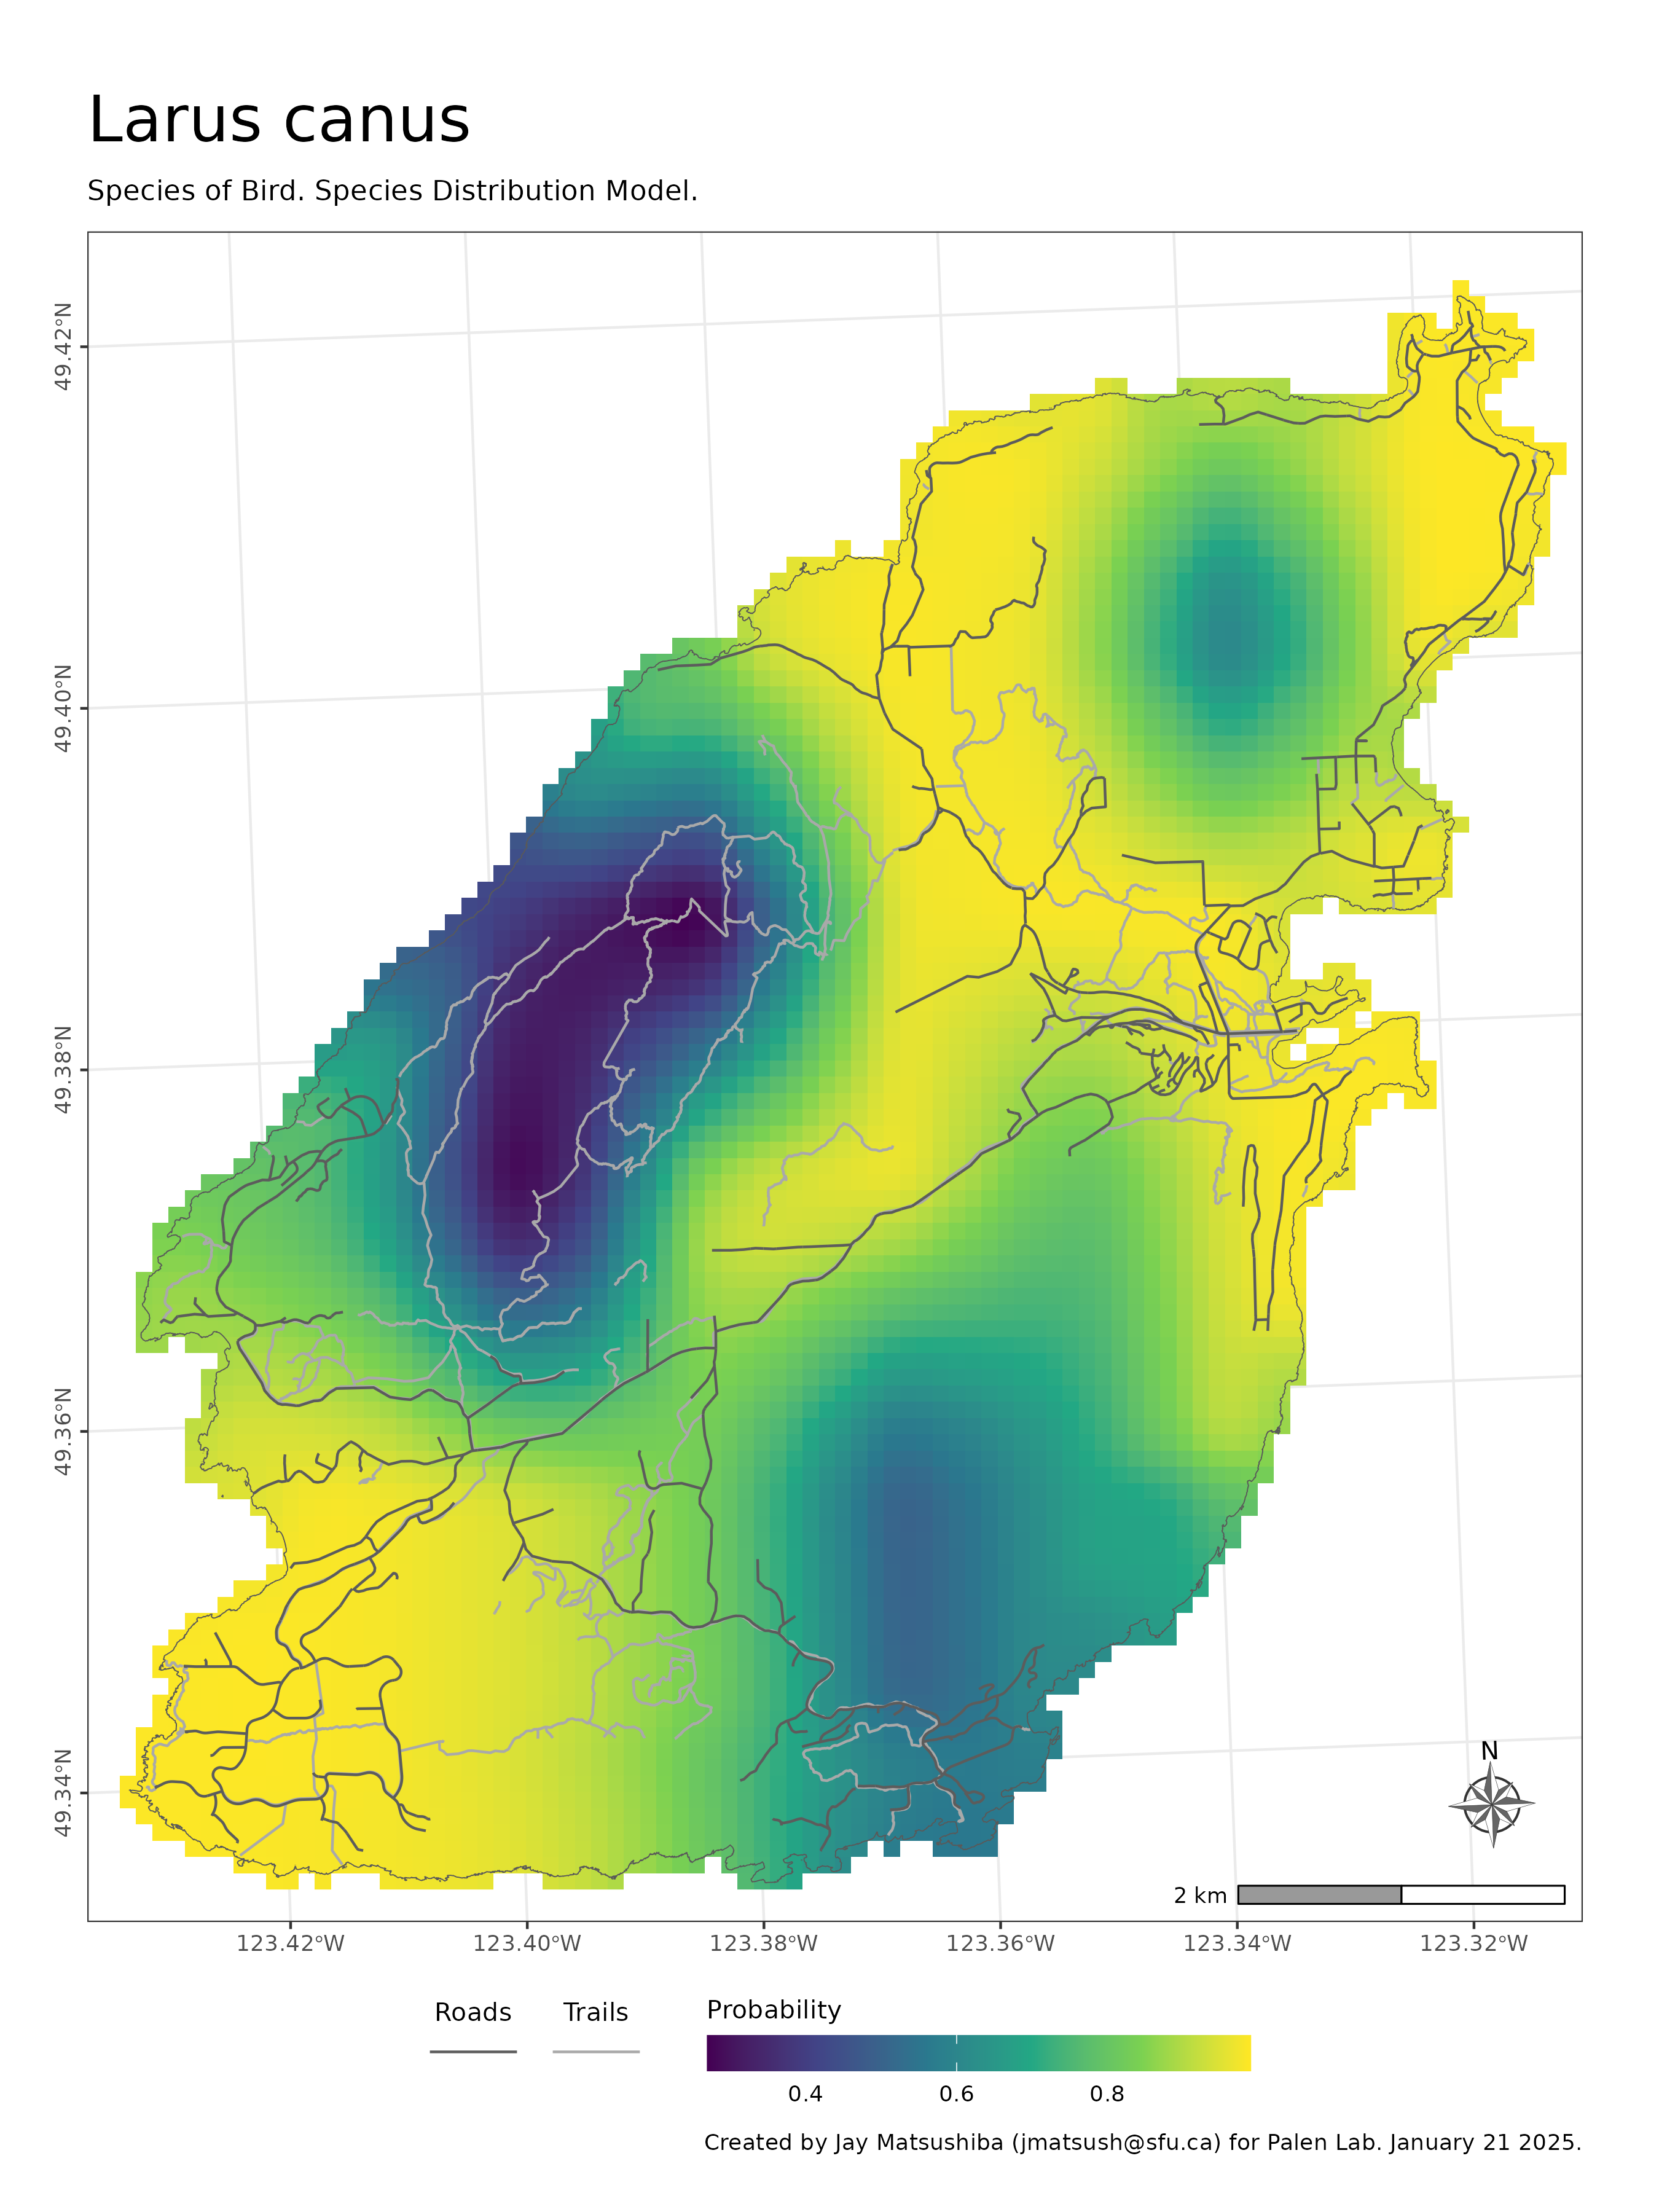 Larus canus
Species of Bird. Species Distribution Model.
49.42°N
49.40°N
49.38°N
49.36°N
49.34°N
N
2 km
123.42°W 123.40°W 123.38°W 123.36°W 123.34°W 123.32°W
Roads Trails Probability
0.4 0.6 0.8
Created by Jay Matsushiba (jmatsush@sfu.ca) for Palen Lab. January 21 2025.